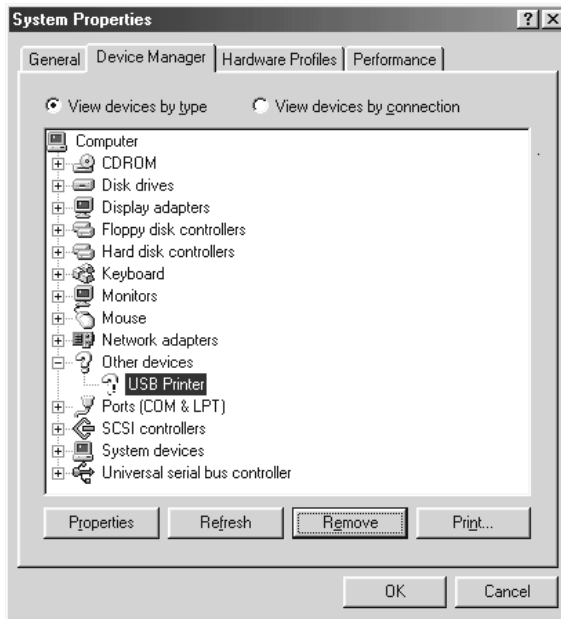 System Properties
General Device Manager Hardware Profiles Performance
View devices by type View devices by connection
Computer
CDROM
Disk drives
Display adapters
Floppy disk controllers
Hard disk controllers
Keyboard
Monitors
Mouse
Network adapters
Other devices
USB Printer
Ports (COM & LPT)
SCSI controllers
System devices
Universal serial bus controller
Properties Refresh Remove Print...
OK Cancel